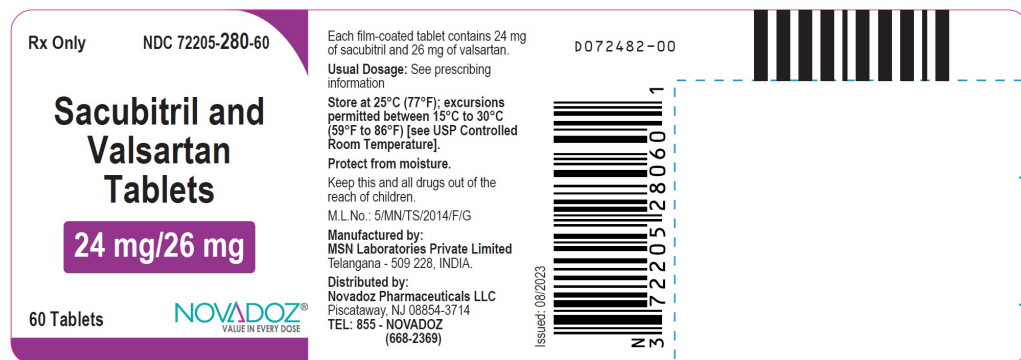 Rx Only NDC 72205-280-60
Sacubitril and
Valsartan
Tablets
24 mg/26 mg
60 Tablets
NOVADOZ®
VALUE IN EVERY DOSE
Each film-coated tablet contains 24 mg
of sacubitril and 26 mg of valsartan.
Usual Dosage: See prescribing
information
Store at 25°C (77°F); excursions
permitted between 15°C to 30°C
(59°F to 86°F) [see USP Controlled
Room Temperature].
Protect from moisture.
Keep this and all drugs out of the
reach of children.
M.L.No.: 5/MN/TS/2014/F/G
Manufactured by:
MSN Laboratories Private Limited
Telangana - 509 228, INDIA.
Distributed by:
Novadoz Pharmaceuticals LLC
Piscataway, NJ 08854-3714
TEL: 855 - NOVADOZ
(668-2369)
Issued: 08/2023
D072482-00
N
3 72205 28060 1